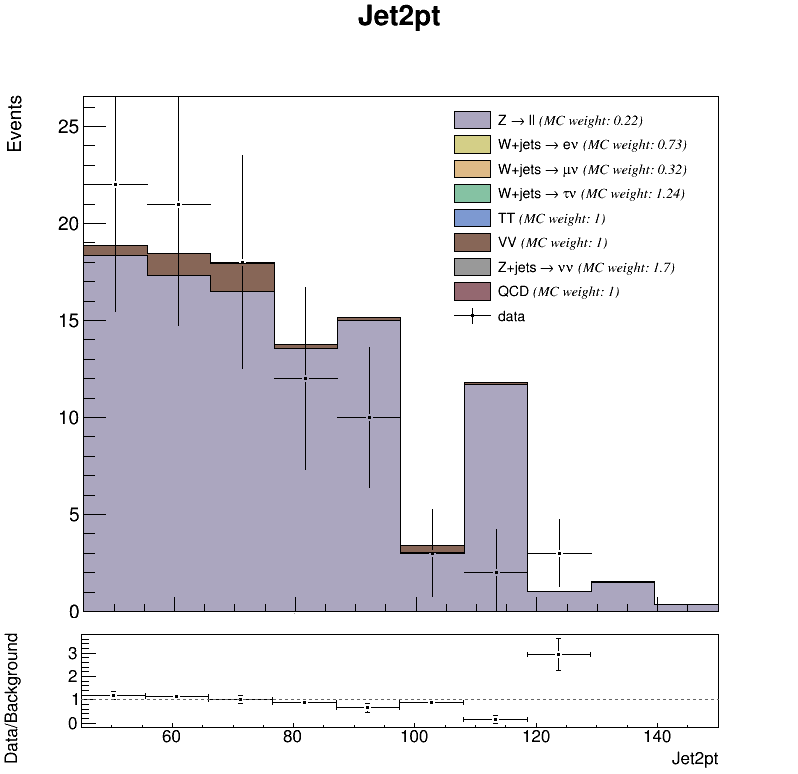 Jet2pt
Events
25
20
15
10
5
0
Z → ll (MC weight: 0.22)
W+jets → eν (MC weight: 0.73)
W+jets → μν (MC weight: 0.32)
W+jets → τν (MC weight: 1.24)
TT (MC weight: 1)
VV (MC weight: 1)
Z+jets → νν (MC weight: 1.7)
QCD (MC weight: 1)
data
Data/Background
3
2
1
0
60 80 100 120 140
Jet2pt